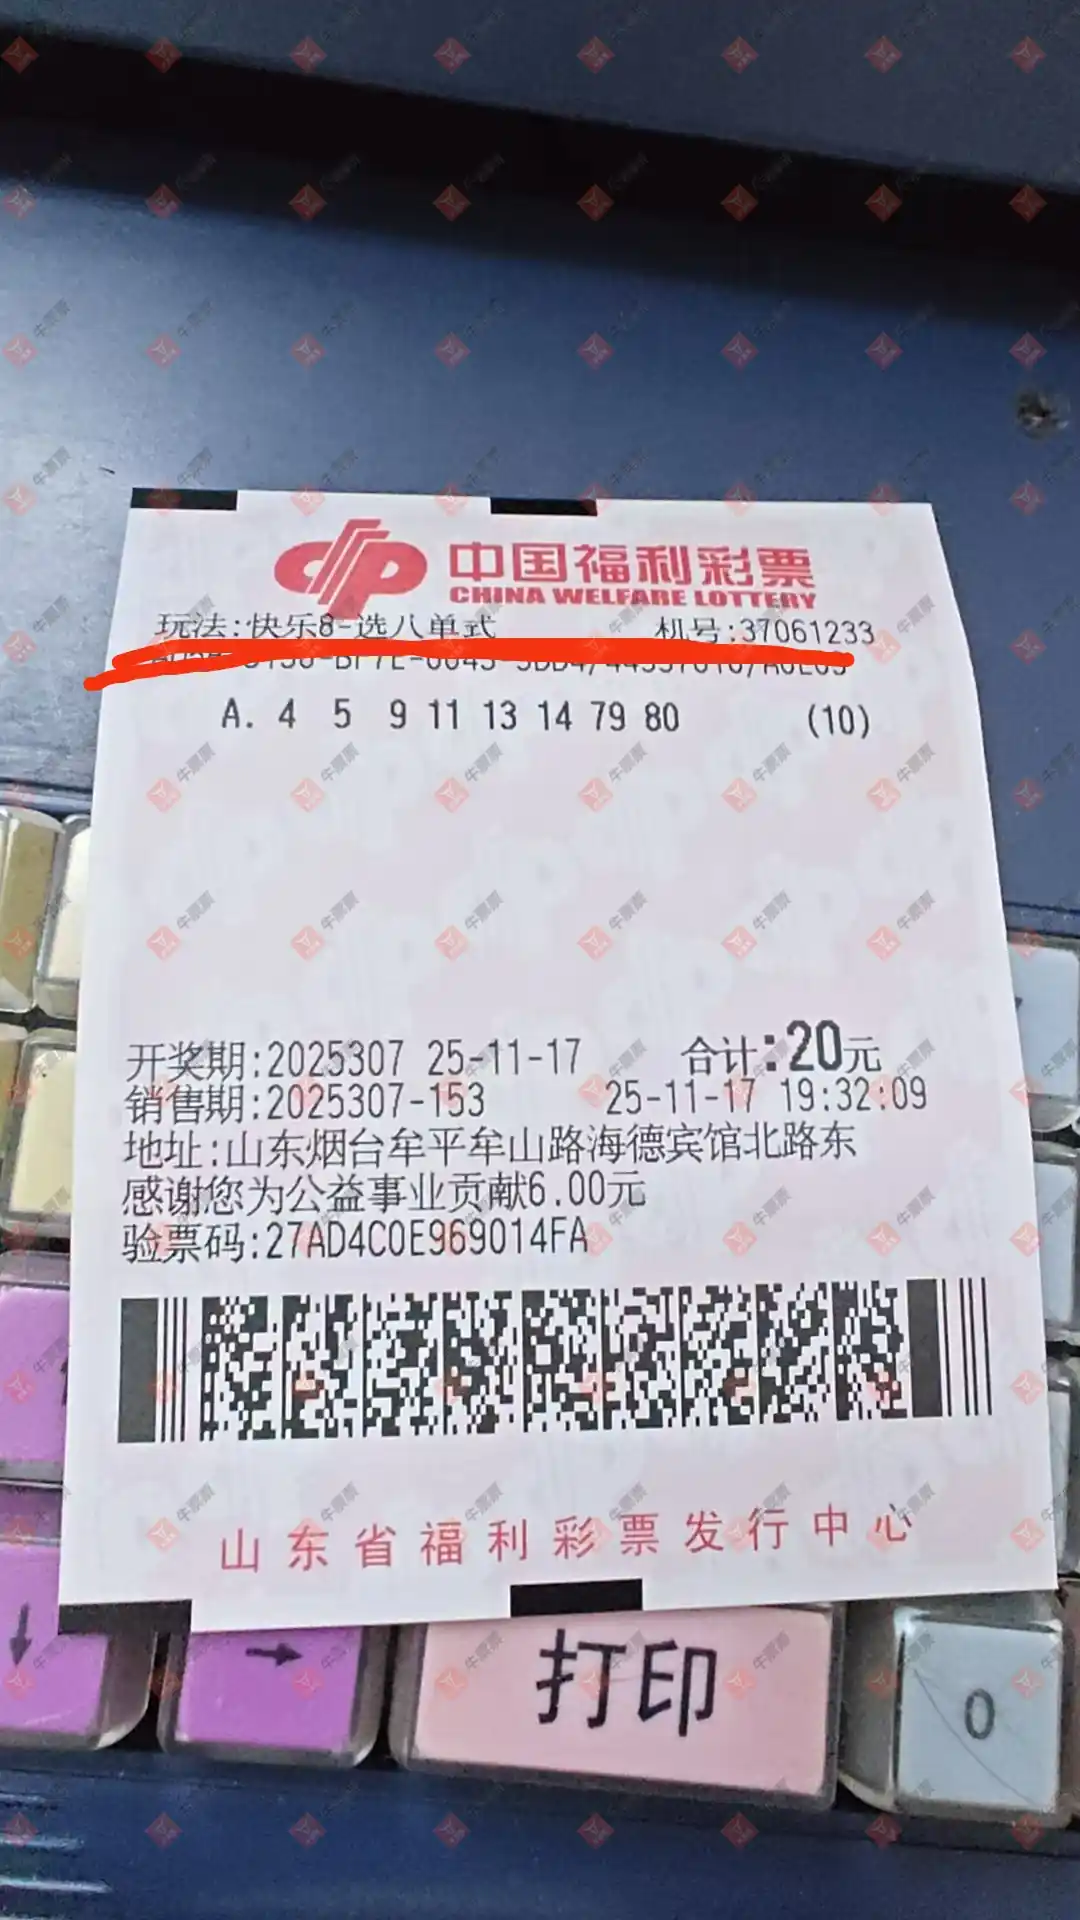 中国福利彩票
CHINA WELFARE LOTTERY
玩法:快乐8-选八单式 机号:37061233
A. 4 5 9 11 13 14 79 80 (10)
开奖期:2025307 25-11-17 合计:20元
销售期:2025307-153 25-11-17 19:32:09
地址:山东烟台牟平牟山路海德宾馆北路东
感谢您为公益事业贡献6.00元
验票码:27AD4C0E969014FA
山东省福利彩票发行中心
↓ → 打印 0
牛票票